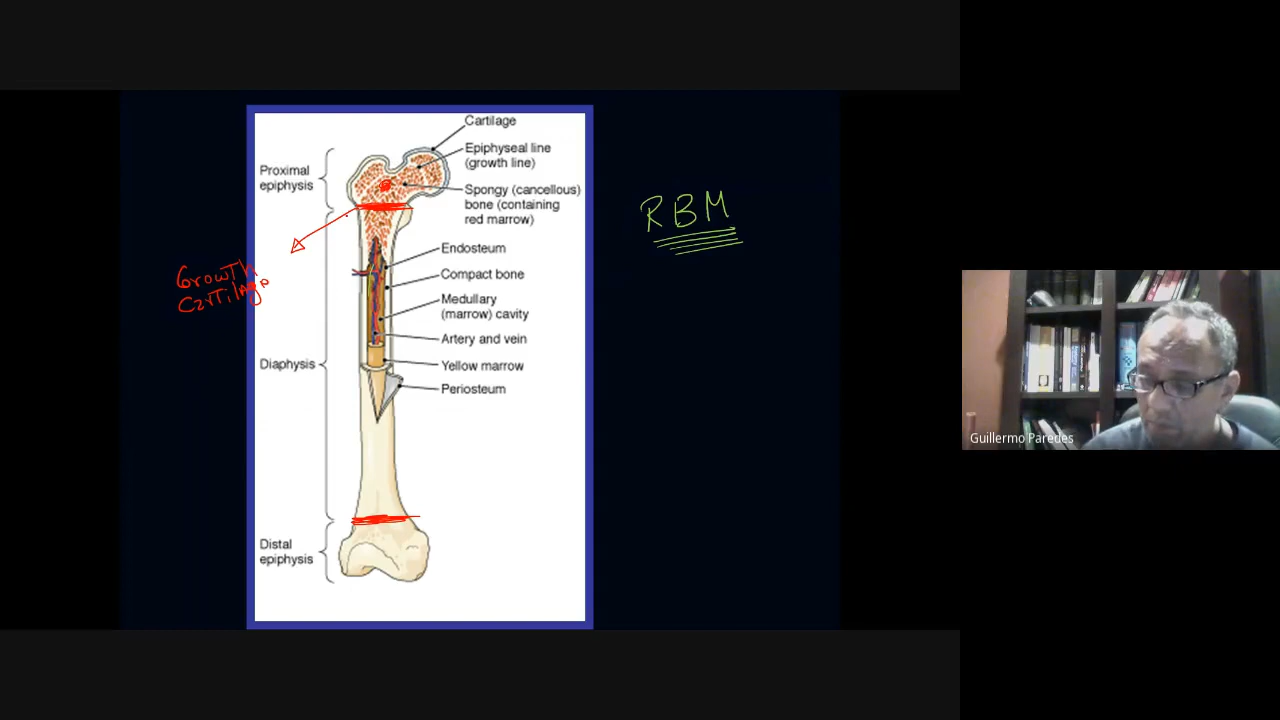 Cartilage
Epiphyseal line
(growth line)
Proximal
epiphysis
Spongy (cancellous)
bone (containing
red marrow)
RBM
Endosteum
Growth
Cartilage
Compact bone
Medullary
(marrow) cavity
Artery and vein
Diaphysis
Yellow marrow
Periosteum
Distal
epiphysis
Guillermo Paredes